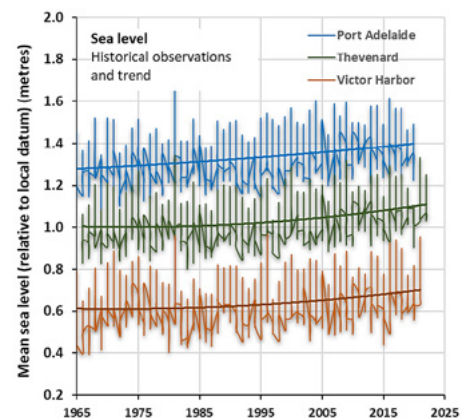 2.0
1.8
1.6
1.4
1.2
1.0
0.8
0.6
0.4
0.2
Mean sea level (relative to local datum) (metres)
Sea level
Historical observations
and trend
Port Adelaide
Thevenard
Victor Harbor
1965 1975 1985 1995 2005 2015 2025